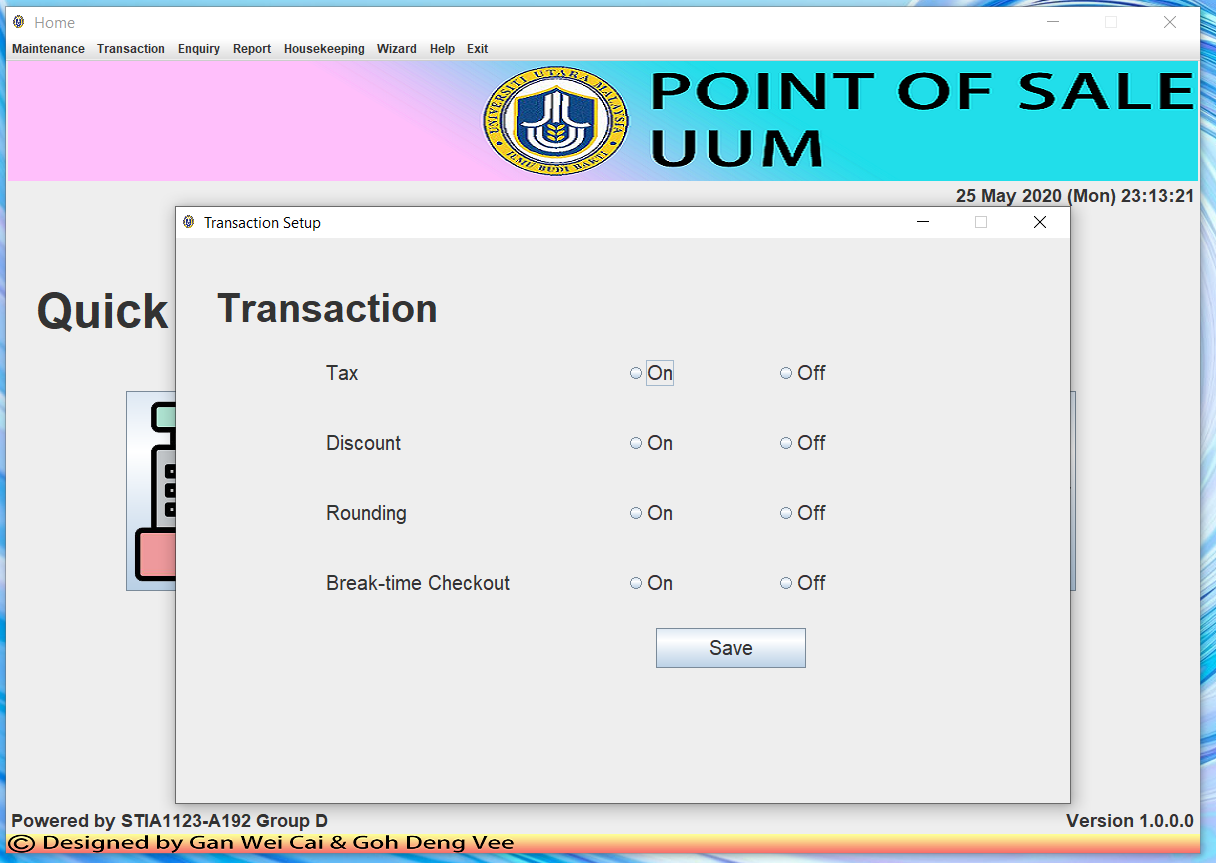 Home
Maintenance Transaction Enquiry Report Housekeeping Wizard Help Exit
UNIVERSITI UTARA MALAYSIA
ILMU BUDI BAKTI
POINT OF SALE
UUM
25 May 2020 (Mon) 23:13:21
Transaction Setup
Quick
Transaction
Tax On Off
Discount On Off
Rounding On Off
Break-time Checkout On Off
Save
Powered by STIA1123-A192 Group D Version 1.0.0.0
© Designed by Gan Wei Cai & Goh Deng Vee